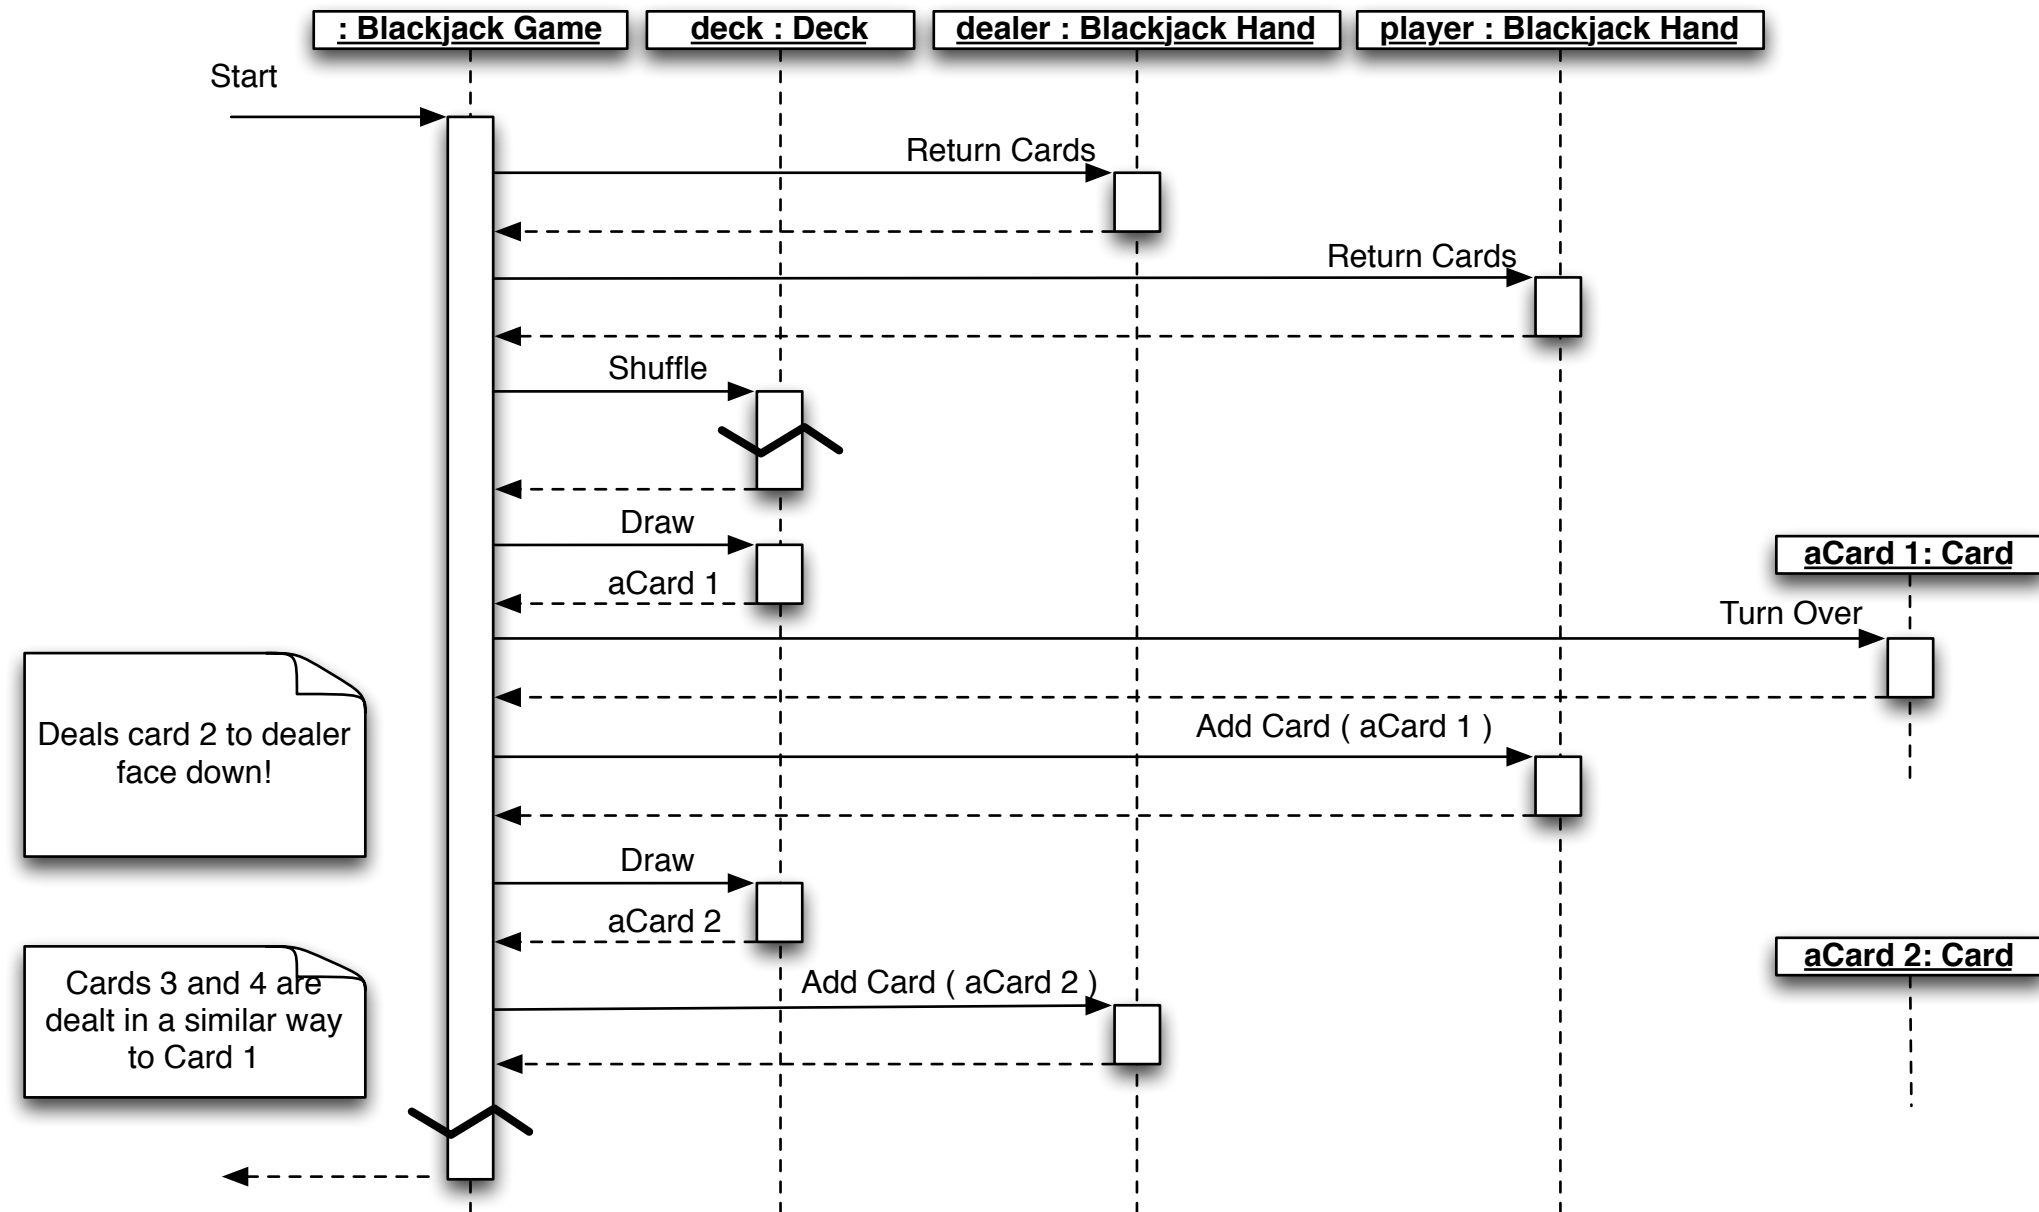 : Blackjack Game
deck : Deck
dealer : Blackjack Hand
player : Blackjack Hand
Start
Return Cards
Return Cards
Shuffle
Draw
aCard 1: Card
aCard 1
Turn Over
Deals card 2 to dealer
face down!
Add Card ( aCard 1 )
Draw
aCard 2
aCard 2: Card
Cards 3 and 4 are
dealt in a similar way
to Card 1
Add Card ( aCard 2 )